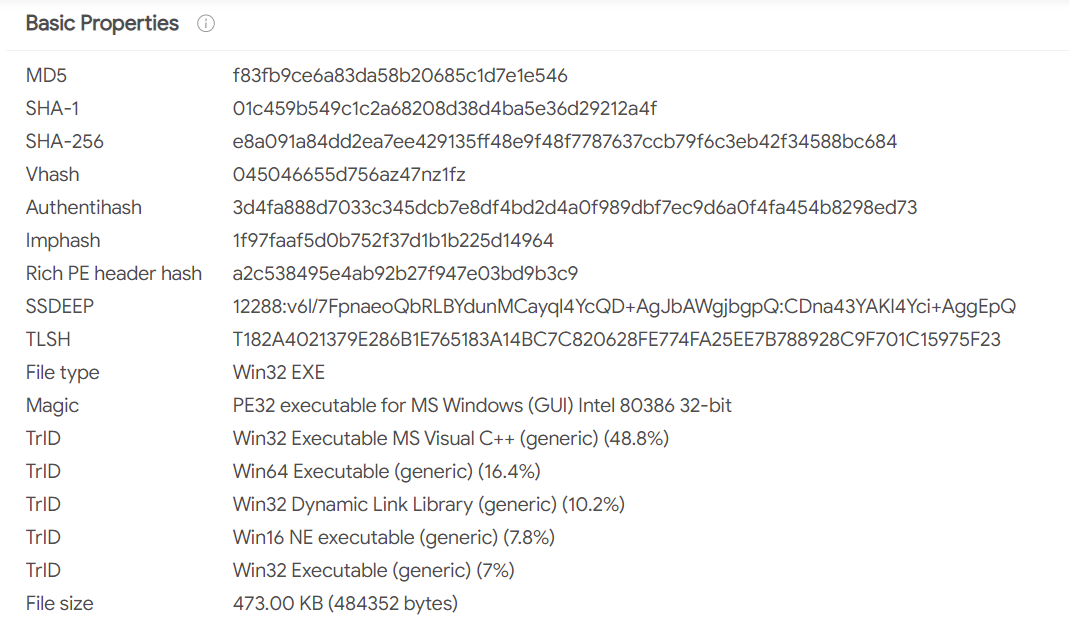 Basic Properties
MD5 f83fb9ce6a83da58b20685c1d7e1e546
SHA-1 01c459b549c1c2a68208d38d4ba5e36d29212a4f
SHA-256 e8a091a84dd2ea7ee429135ff48e9f48f7787637ccb79f6c3eb42f34588bc684
Vhash 045046655d756az47nz1fz
Authentihash 3d4fa888d7033c345dcb7e8df4bd2d4a0f989dbf7ec9d6a0f4fa454b8298ed73
Imphash 1f97faaf5d0b752f37d1b1b225d14964
Rich PE header hash a2c538495e4ab92b27f947e03bd9b3c9
SSDEEP 12288:v6l/7FpnaeoQbRLBYdunMCayql4YcQD+AgJbAWgjbgpQ:CDna43YAKl4Yci+AggEpQ
TLSH T182A4021379E286B1E765183A14BC7C820628FE774FA25EE7B788928C9F701C15975F23
File type Win32 EXE
Magic PE32 executable for MS Windows (GUI) Intel 80386 32-bit
TrID Win32 Executable MS Visual C++ (generic) (48.8%)
TrID Win64 Executable (generic) (16.4%)
TrID Win32 Dynamic Link Library (generic) (10.2%)
TrID Win16 NE executable (generic) (7.8%)
TrID Win32 Executable (generic) (7%)
File size 473.00 KB (484352 bytes)